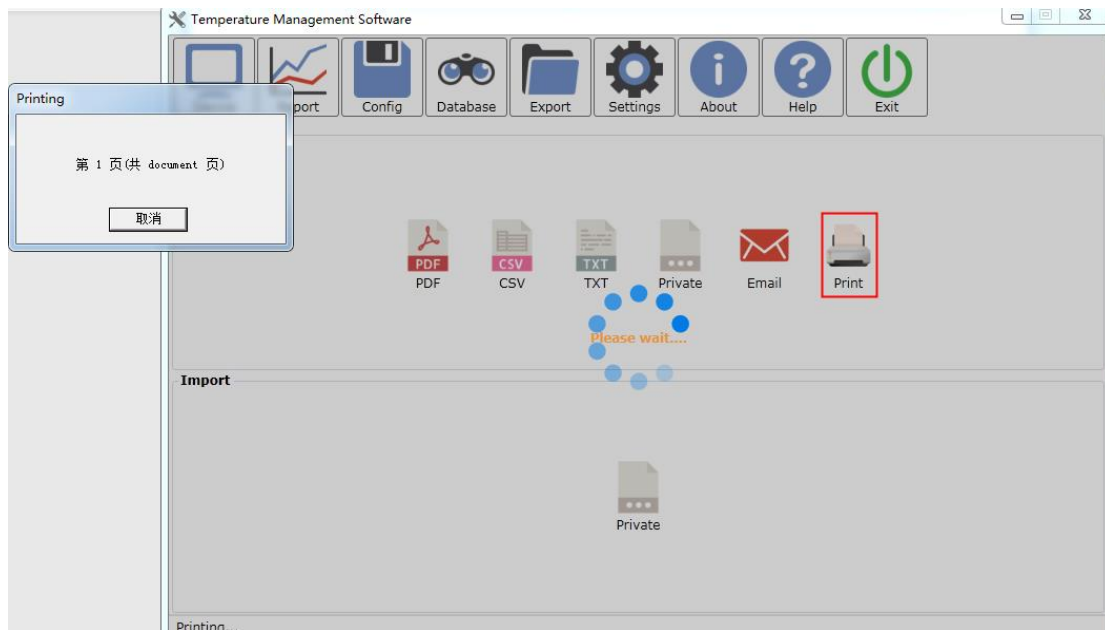 Temperature Management Software
port
Config
Database
Export
Settings
About
Help
Exit
Printing
第 1 页(共 document 页)
取消
PDF
CSV
TXT
PDF
CSV
TXT
Private
Email
Print
Please wait....
Import
Private
Printing...